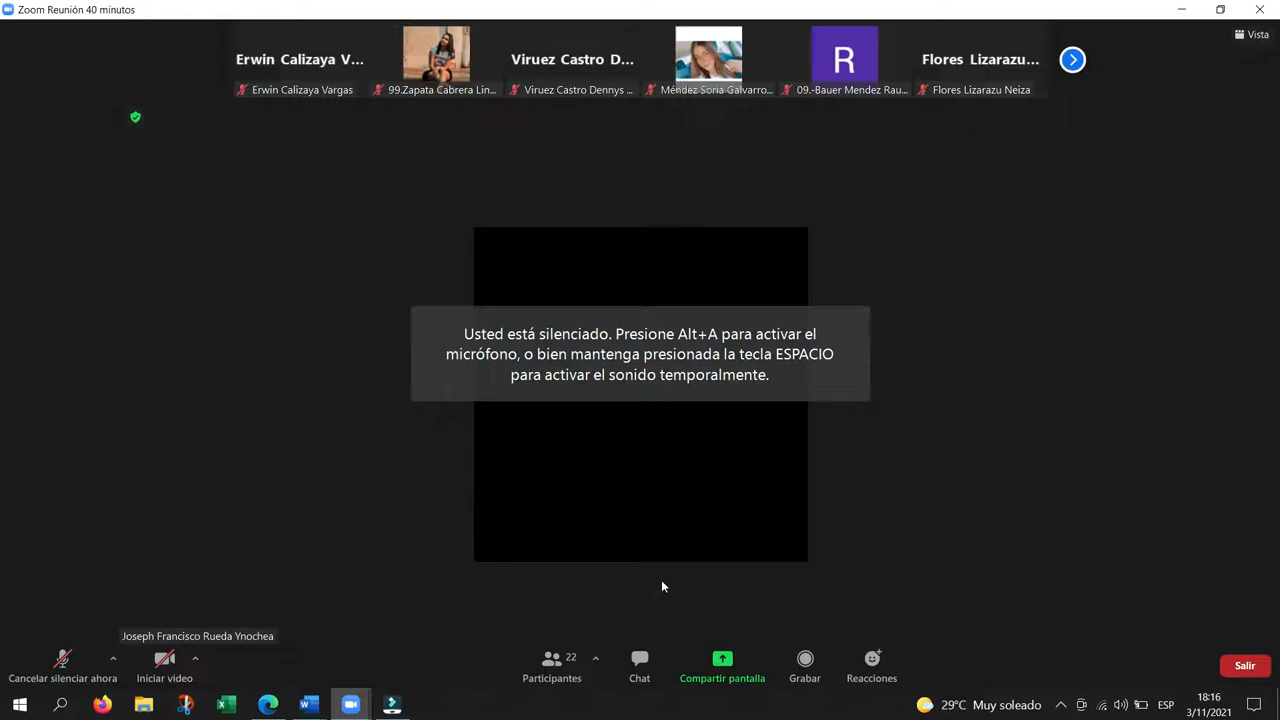 Zoom Reunión 40 minutos
Vista
Erwin Calizaya V...
Viruez Castro D...
R
Flores Lizarazu...
Erwin Calizaya Vargas
99.Zapata Cabrera Lin...
Viruez Castro Dennys ...
Méndez Soria Galvarro...
09.-Bauer Mendez Rau...
Flores Lizarazu Neiza
Usted está silenciado. Presione Alt+A para activar el
micrófono, o bien mantenga presionada la tecla ESPACIO
para activar el sonido temporalmente.
Joseph Francisco Rueda Ynochea
22
Cancelar silenciar ahora
Iniciar video
Participantes
Chat
Compartir pantalla
Grabar
Reacciones
Salir
29°C Muy soleado
ESP
18:16
3/11/2021